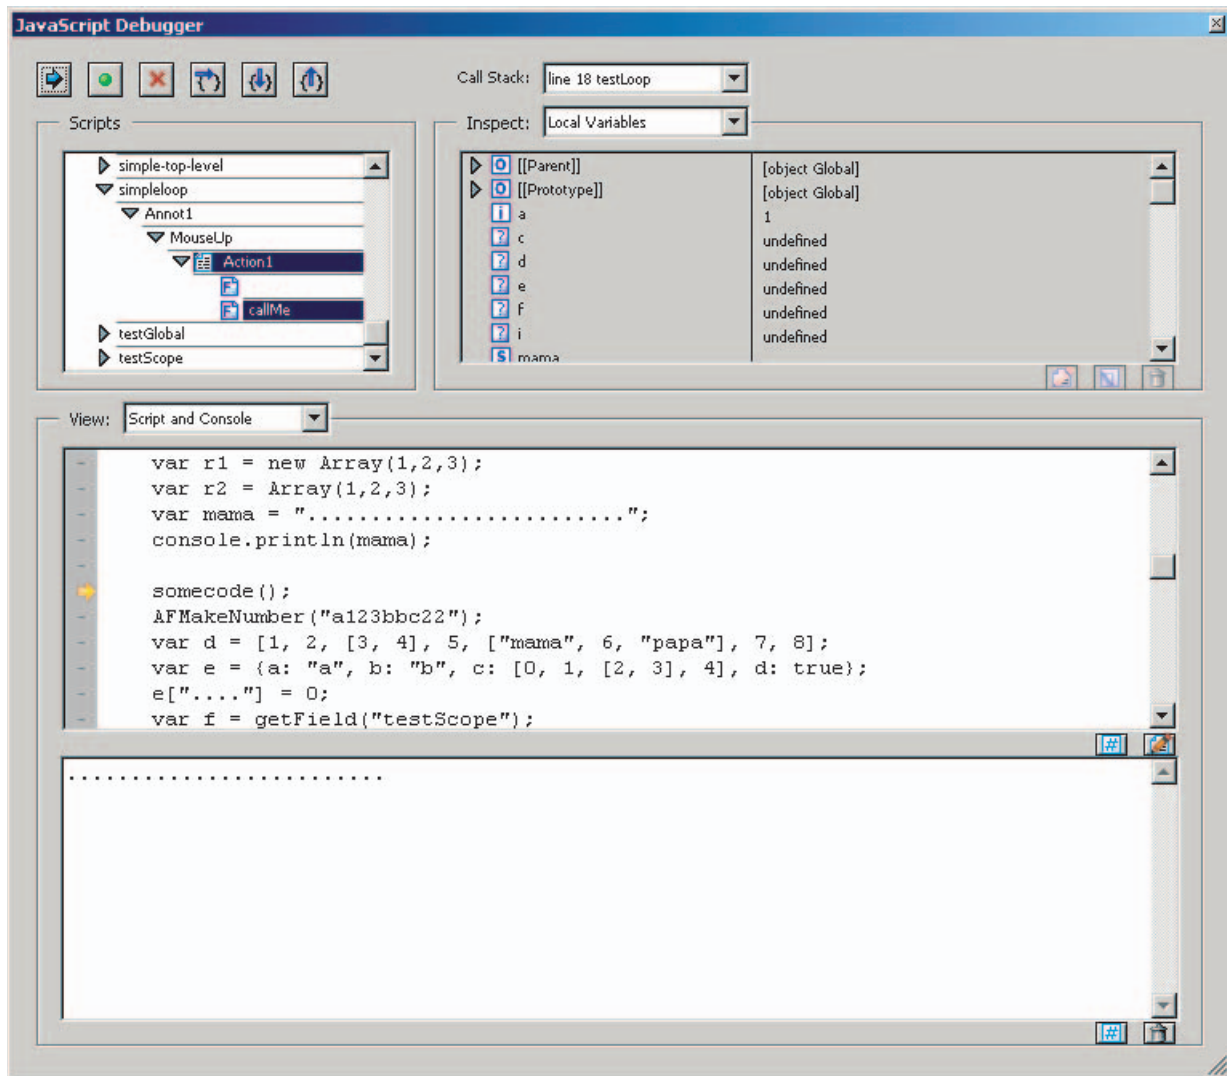 JavaScript Debugger
Call Stack: line 18 testLoop
Scripts
Inspect: Local Variables
simple-top-level
simpleloop
Annot1
MouseUp
Action1
callMe
testGlobal
testScope
[[Parent]] [object Global]
[[Prototype]] [object Global]
a 1
c undefined
d undefined
e undefined
f undefined
i undefined
mama
View: Script and Console
var r1 = new Array(1,2,3);
var r2 = Array(1,2,3);
var mama = ".........................";
console.println(mama);
somecode();
AFMakeNumber("a123bbc22");
var d = [1, 2, [3, 4], 5, ["mama", 6, "papa"], 7, 8];
var e = {a: "a", b: "b", c: [0, 1, [2, 3], 4], d: true};
e["...."] = 0;
var f = getField("testScope");
.........................